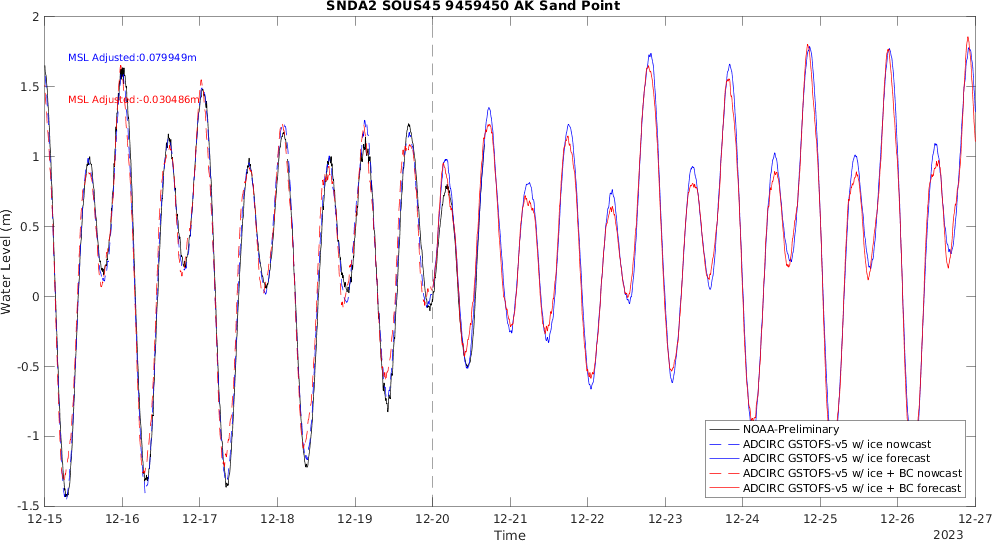 SNDA2 SOUS45 9459450 AK Sand Point
2
1.5
1
0.5
0
-0.5
-1
-1.5
Water Level (m)
MSL Adjusted:0.079949m
MSL Adjusted:-0.030486m
NOAA-Preliminary
ADCIRC GSTOFS-v5 w/ ice nowcast
ADCIRC GSTOFS-v5 w/ ice forecast
ADCIRC GSTOFS-v5 w/ ice + BC nowcast
ADCIRC GSTOFS-v5 w/ ice + BC forecast
12-15 12-16 12-17 12-18 12-19 12-20 12-21 12-22 12-23 12-24 12-25 12-26 12-27
Time
2023